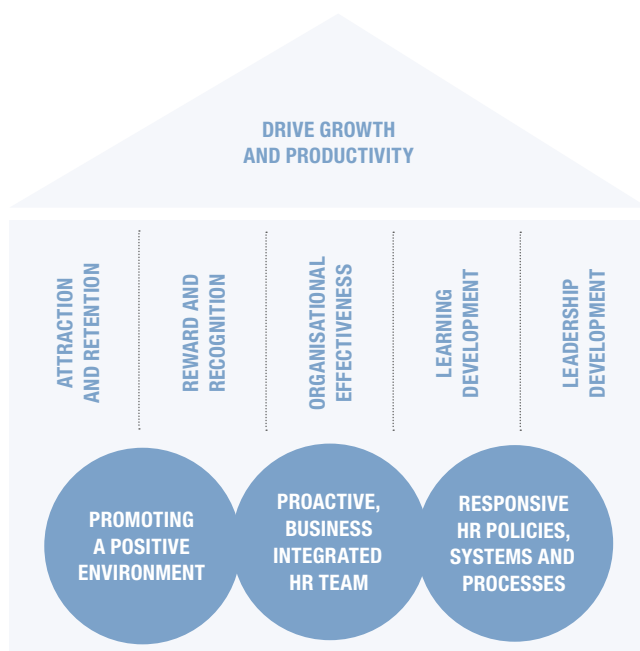 DRIVE GROWTH
AND PRODUCTIVITY
ATTRACTION
AND RETENTION
REWARD AND
RECOGNITION
ORGANISATIONAL
EFFECTIVENESS
LEARNING
DEVELOPMENT
LEADERSHIP
DEVELOPMENT
PROMOTING
A POSITIVE
ENVIRONMENT
PROACTIVE,
BUSINESS
INTEGRATED
HR TEAM
RESPONSIVE
HR POLICIES,
SYSTEMS AND
PROCESSES